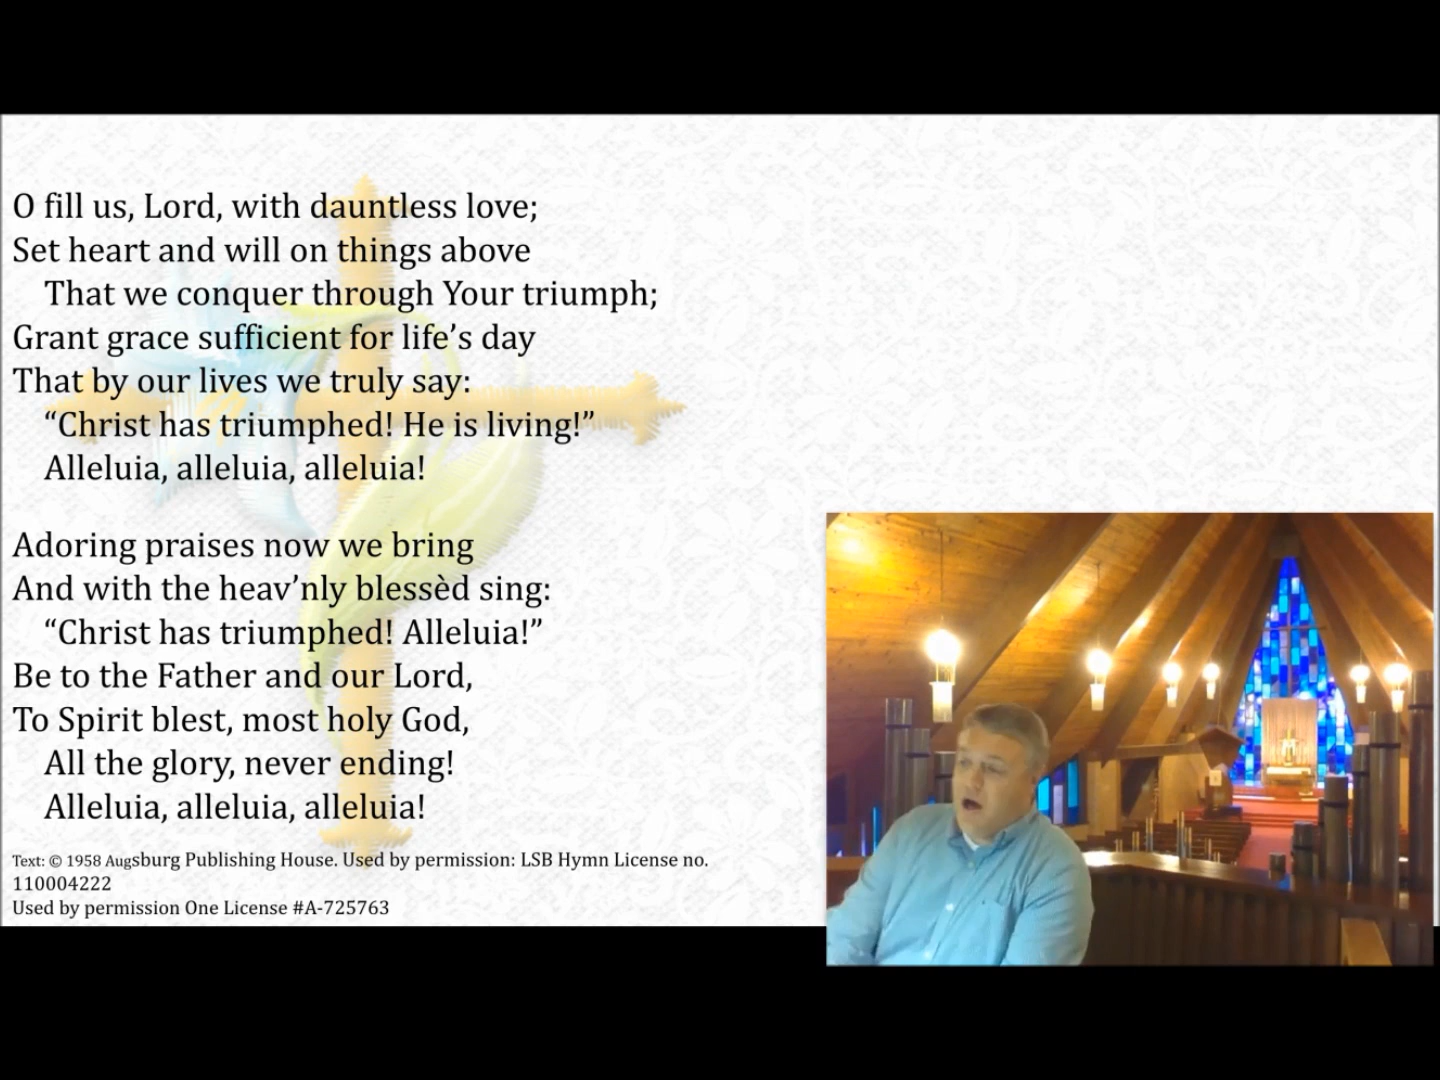 O fill us, Lord, with dauntless love;
Set heart and will on things above
That we conquer through Your triumph;
Grant grace sufficient for life’s day
That by our lives we truly say:
“Christ has triumphed! He is living!”
Alleluia, alleluia, alleluia!
Adoring praises now we bring
And with the heav’nly blessèd sing:
“Christ has triumphed! Alleluia!”
Be to the Father and our Lord,
To Spirit blest, most holy God,
All the glory, never ending!
Alleluia, alleluia, alleluia!
Text: © 1958 Augsburg Publishing House. Used by permission: LSB Hymn License no.
110004222
Used by permission One License #A-725763